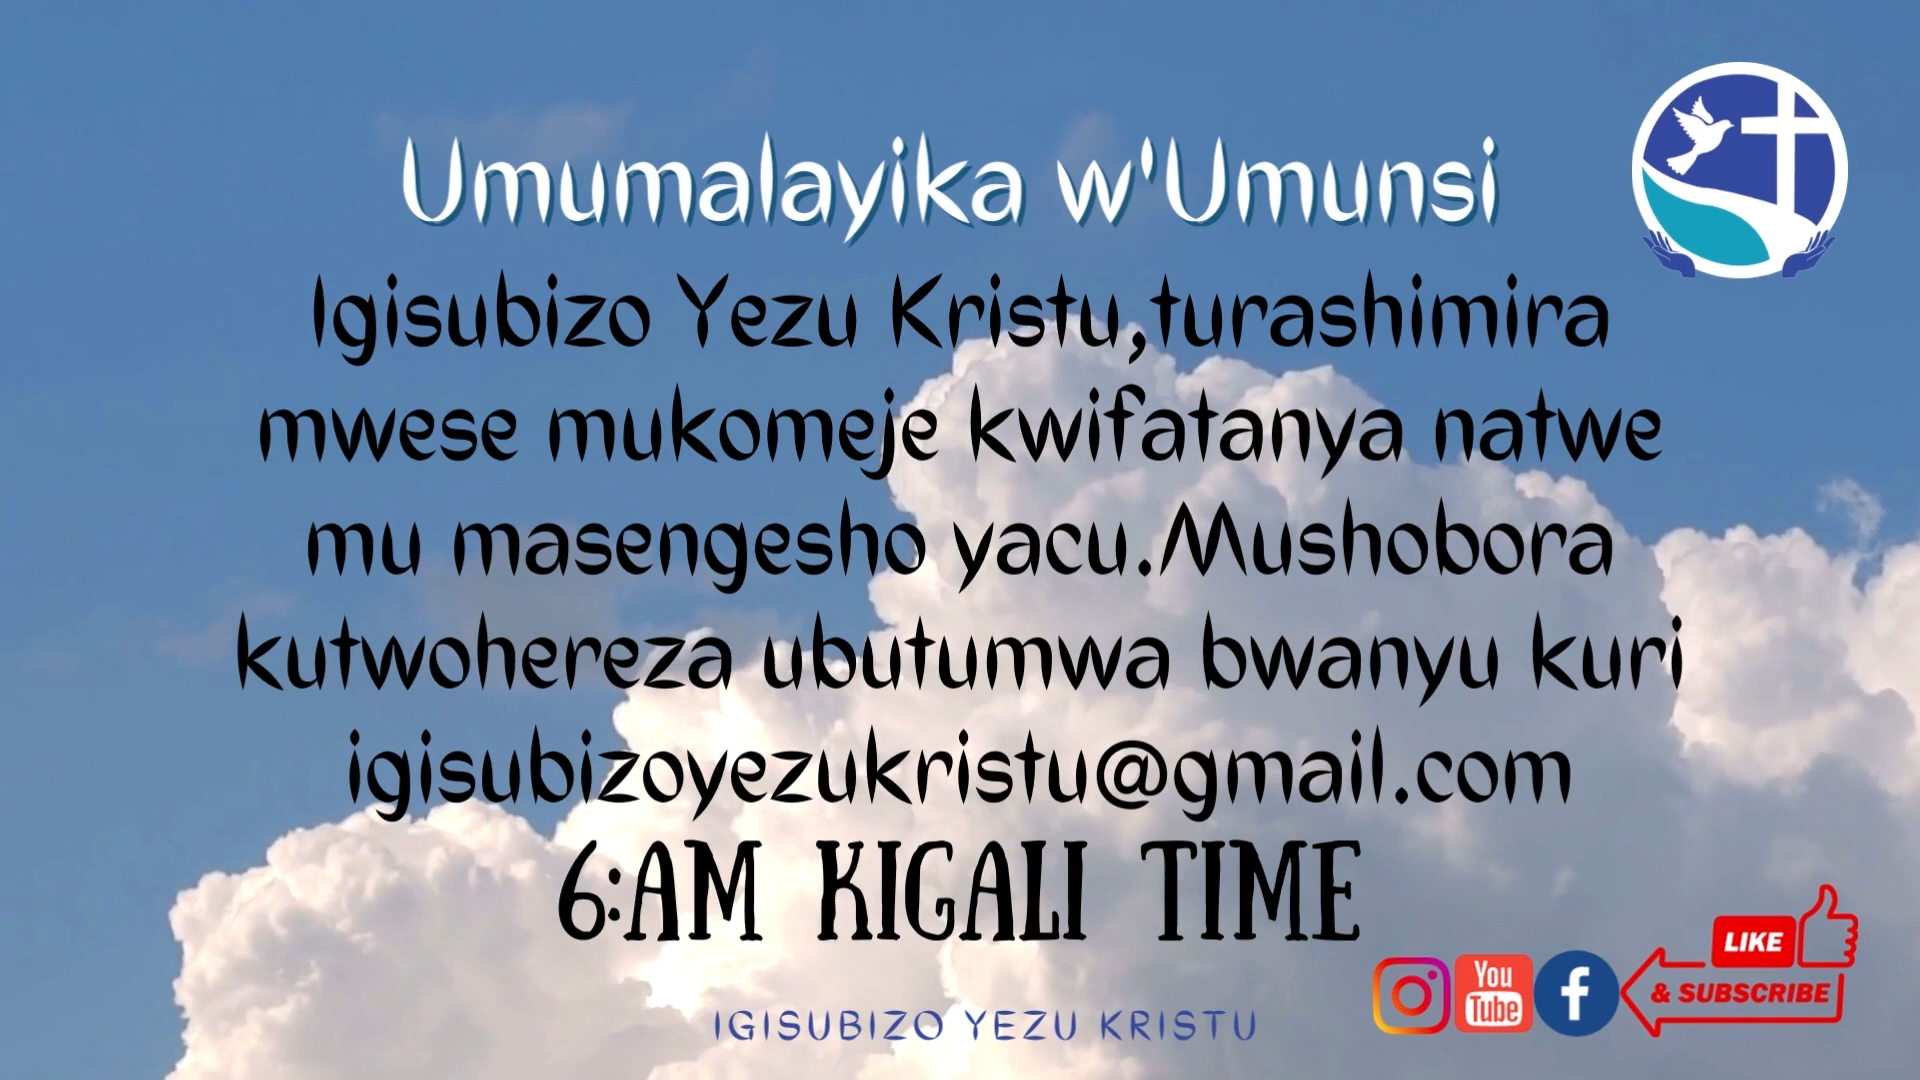 Umumalayika w'Umunsi
Igisubizo Yezu Kristu,turashimira
mwese mukomeje kwifatanya natwe
mu masengesho yacu.Mushobora
kutwohereza ubutumwa bwanyu kuri
igisubizoyezukristu@gmail.com
6:AM KIGALI TIME
LIKE
You
Tube
& SUBSCRIBE
IGISUBIZO YEZU KRISTU